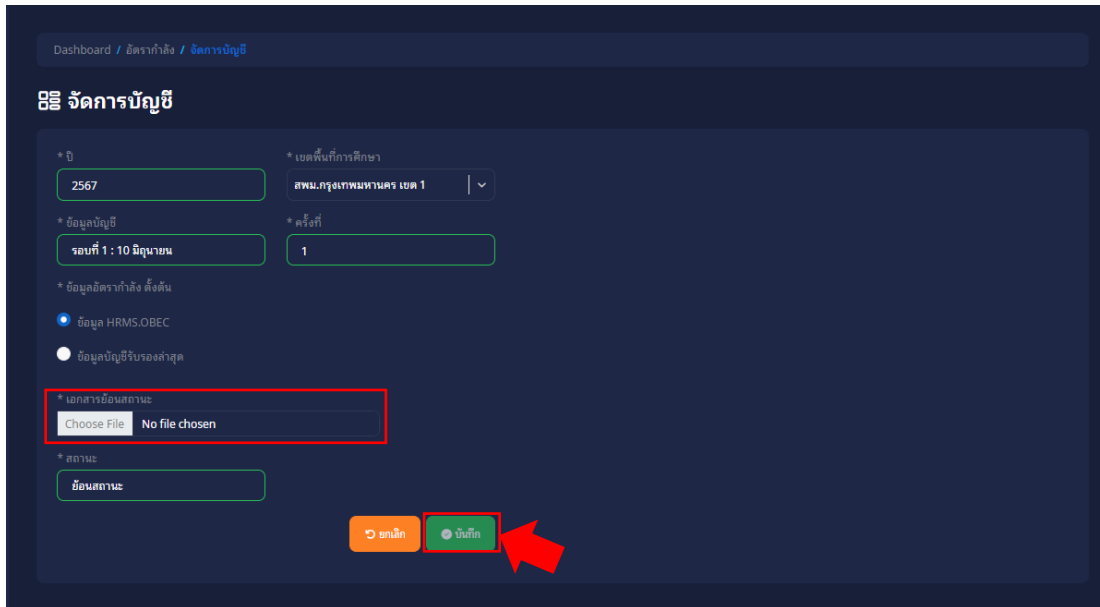 Dashboard / อัตรากำลัง / จัดการบัญชี
จัดการบัญชี
* ปี
* เขตพื้นที่การศึกษา
2567
สพม.กรุงเทพมหานคร เขต 1
* ข้อมูลบัญชี
* ครั้งที่
รอบที่ 1 : 10 มิถุนายน
1
* ข้อมูลอัตรากำลัง ตั้งต้น
ข้อมูล HRMS.OBEC
ข้อมูลบัญชีรับรองล่าสุด
* เอกสารย้อนสถานะ
Choose File No file chosen
* สถานะ
ย้อนสถานะ
ยกเลิก
บันทึก